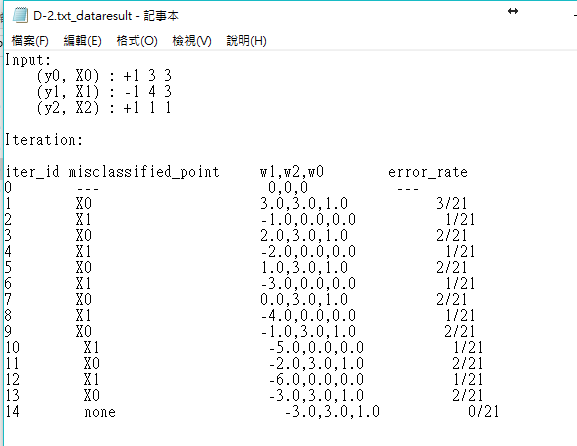 D-2.txt_dataresult - 記事本
檔案(F) 編輯(E) 格式(O) 檢視(V) 說明(H)
Input:
(y0, X0) : +1 3 3
(y1, X1) : -1 4 3
(y2, X2) : +1 1 1
Iteration:
iter_id misclassified_point w1,w2,w0 error_rate
0 --- 0,0,0 ---
1 X0 3.0,3.0,1.0 3/21
2 X1 -1.0,0.0,0.0 1/21
3 X0 2.0,3.0,1.0 2/21
4 X1 -2.0,0.0,0.0 1/21
5 X0 1.0,3.0,1.0 2/21
6 X1 -3.0,0.0,0.0 1/21
7 X0 0.0,3.0,1.0 2/21
8 X1 -4.0,0.0,0.0 1/21
9 X0 -1.0,3.0,1.0 2/21
10 X1 -5.0,0.0,0.0 1/21
11 X0 -2.0,3.0,1.0 2/21
12 X1 -6.0,0.0,0.0 1/21
13 X0 -3.0,3.0,1.0 2/21
14 none -3.0,3.0,1.0 0/21